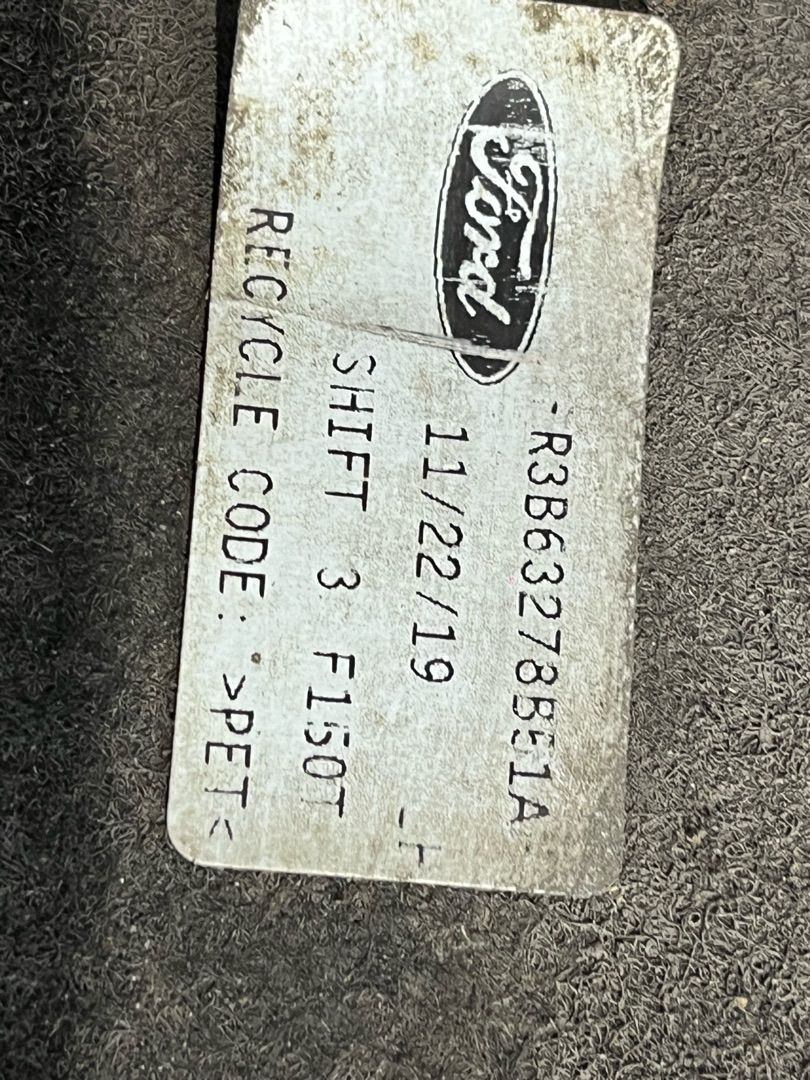 Ford
-R3B63278B51A
11/22/19
SHIFT 3 F150T
RECYCLE CODE: >PET<